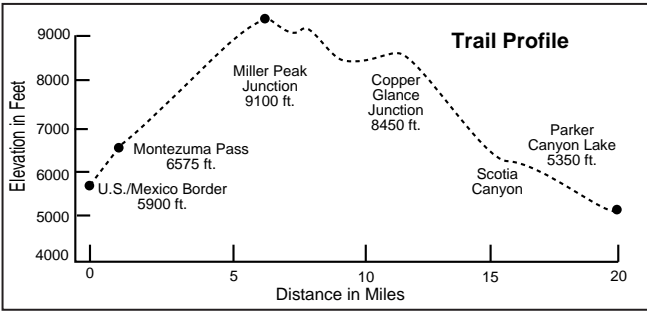 Trail Profile
Elevation in Feet
9000
8000
7000
6000
5000
4000
Miller Peak
Junction
9100 ft.
Copper
Glance
Junction
8450 ft.
Montezuma Pass
6575 ft.
U.S./Mexico Border
5900 ft.
Parker
Canyon Lake
5350 ft.
Scotia
Canyon
0
5
10
15
20
Distance in Miles